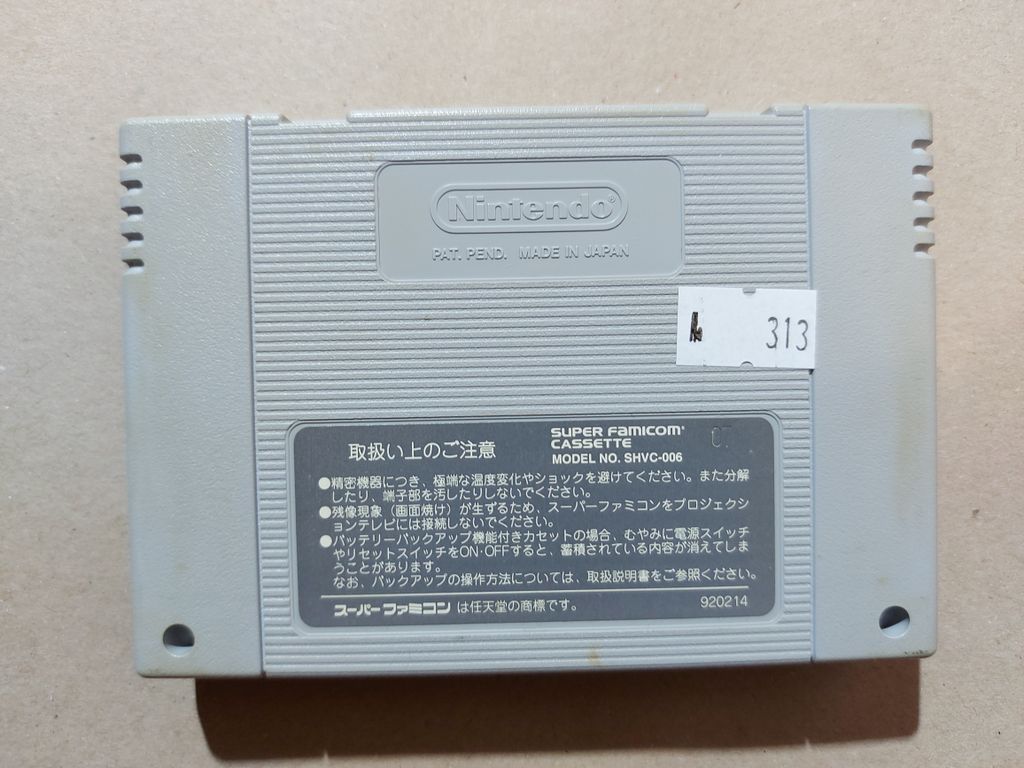 Nintendo®
PAT. PEND. MADE IN JAPAN
313
取扱い上のご注意
SUPER FAMICOM®
CASSETTE
MODEL NO. SHVC-006
●精密機器につき、極端な温度変化やショックを避けてください。また分解
したり、端子部を汚したりしないでください。
●残像現象（画面焼け）が生ずるため、スーパーファミコンをプロジェクシ
ョンテレビには接続しないでください。
●バッテリーバックアップ機能付きカセットの場合、むやみに電源スイッチ
やリセットスイッチをON・OFFすると、蓄積されている内容が消えてしま
うことがあります。
なお、バックアップの操作方法については、取扱説明書をご参照ください。
スーパーファミコン は任天堂の商標です。
920214